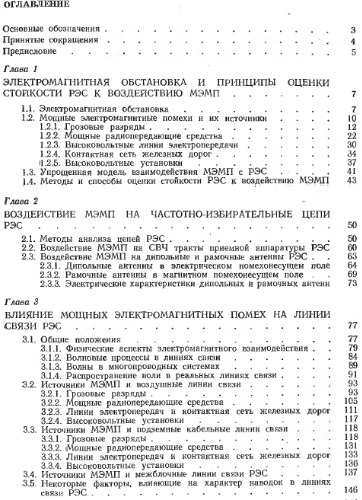 ОГЛАВЛЕНИЕ
Основные обозначения . . . . . . . . . . 3
Принятые сокращения . . . . . . . . . . 4
Предисловие . . . . . . . . . . 5
Глава 1
ЭЛЕКТРОМАГНИТНАЯ ОБСТАНОВКА И ПРИНЦИПЫ ОЦЕНКИ
СТОЙКОСТИ РЭС К ВОЗДЕЙСТВИЮ МЭМП . . . . 7
1.1. Электромагнитная обстановка . . . . . . . 7
1.2. Мощные электромагнитные помехи и их источники . . 10
1.2.1. Грозовые разряды . . . . . . . . 12
1.2.2. Мощные радиопередающие средства . . . . 22
1.2.3. Высоковольтные линии электропередачи . . . 30
1.2.4. Контактная сеть железных дорог . . . . 34
1.2.5. Высоковольтные установки . . . . . . 37
1.3. Упрощенная модель взаимодействия МЭМП с РЭС . . 41
1.4. Методы и способы оценки стойкости РЭС к воздействию МЭМП 43
Глава 2
ВОЗДЕЙСТВИЕ МЭМП НА ЧАСТОТНО-ИЗБИРАТЕЛЬНЫЕ ЦЕПИ
РЭС . . . . . . . . . . 50
2.1. Методы анализа цепей РЭС . . . . . . . 50
2.2. Воздействие МЭМП на СВЧ тракты приемной аппаратуры РЭС 60
2.3. Воздействие МЭМП на дипольные и рамочные антенны РЭС 63
2.3.1. Дипольные антенны в электрическом помехонесущем поле 64
2.3.2. Рамочные антенны в магнитном помехонесущем поле . 69
2.3.3. Электрические характеристики дипольных и рамочных антенн 73
Глава 3
ВЛИЯНИЕ МОЩНЫХ ЭЛЕКТРОМАГНИТНЫХ ПОМЕХ НА ЛИНИИ
СВЯЗИ РЭС . . . . . . . . . . 77
3.1. Общие положения . . . . . . . . . 77
3.1.1. Физические аспекты электромагнитного взаимодействия . 79
3.1.2. Волновые процессы в линиях связи . . . . 84
3.1.3. Волны в многопроводных системах . . . . 89
3.1.4. Распространение волн в реальных линиях связи . . 91
3.2. Источники МЭМП и воздушные линии связи . . . 93
3.2.1. Грозовые разряды . . . . . . . . 93
3.2.2. Мощные радиопередающие средства . . . . 105
3.2.3. Линии электропередач и контактная сеть железных дорог 111
3.2.4. Высоковольтные установки . . . . . . 117
3.3. Источники МЭМП и подземные кабельные линии связи . 118
3.3.1. Грозовые разряды . . . . . . . . 118
3.3.2. Мощные радиопередающие средства . . . . 131
3.3.3. Линии электропередач и контактная сеть железных дорог 133
3.3.4. Высоковольтные установки . . . . . . 136
3.4. Источники МЭМП и межблочные линии связи РЭС . . 137
3.5. Некоторые факторы, влияющие на характер наводок в линиях
связи РЭС . . . . . . . . . . 146